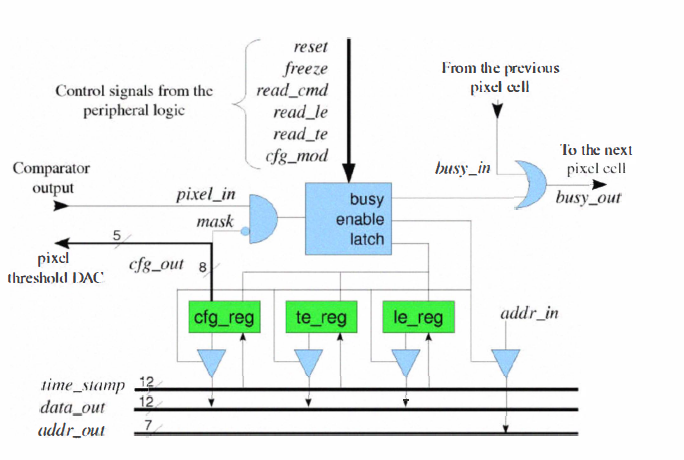 reset
freeze
Control signals from the
peripheral logic
read_cmd
read_le
read_te
cfg_mod
From the previous
pixel cell
busy_in
To the next
pixel cell
busy_out
Comparator
output
pixel_in
mask
busy
enable
latch
5
pixel
threshold DAC
cfg_out
8
cfg_reg
te_reg
le_reg
addr_in
time_stamp
12
data_out
12
addr_out
7